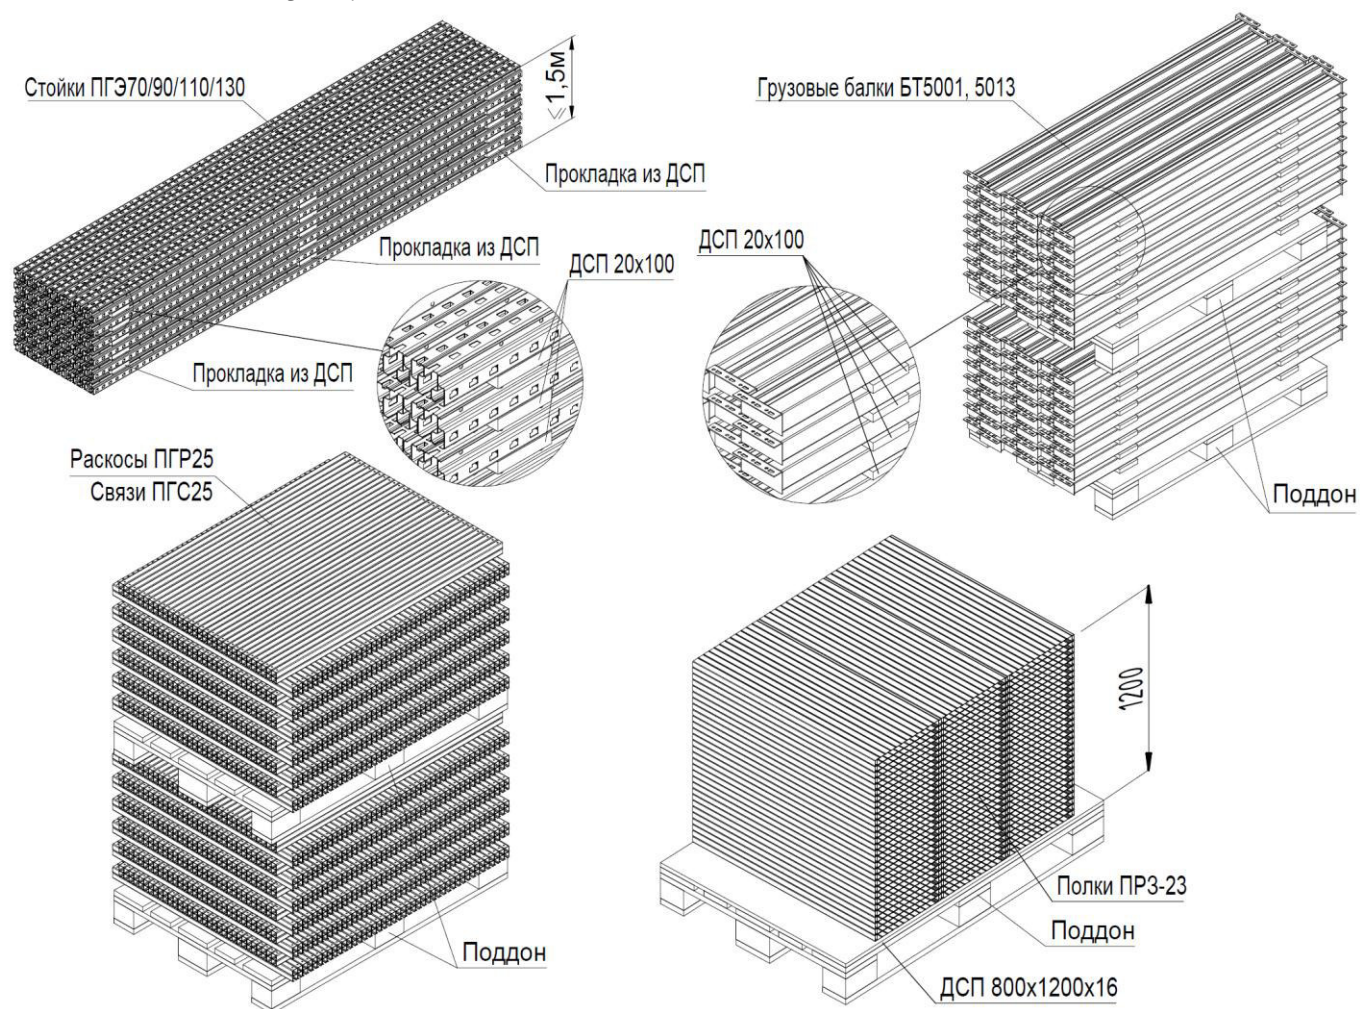 Стойки ПГЭ70/90/110/130
≤ 1,5м
Прокладка из ДСП
Прокладка из ДСП
ДСП 20х100
Прокладка из ДСП
Грузовые балки БТ5001, 5013
ДСП 20х100
Поддон
Раскосы ПГР25
Связи ПГС25
Поддон
1200
Полки ПРЗ-23
Поддон
ДСП 800х1200х16